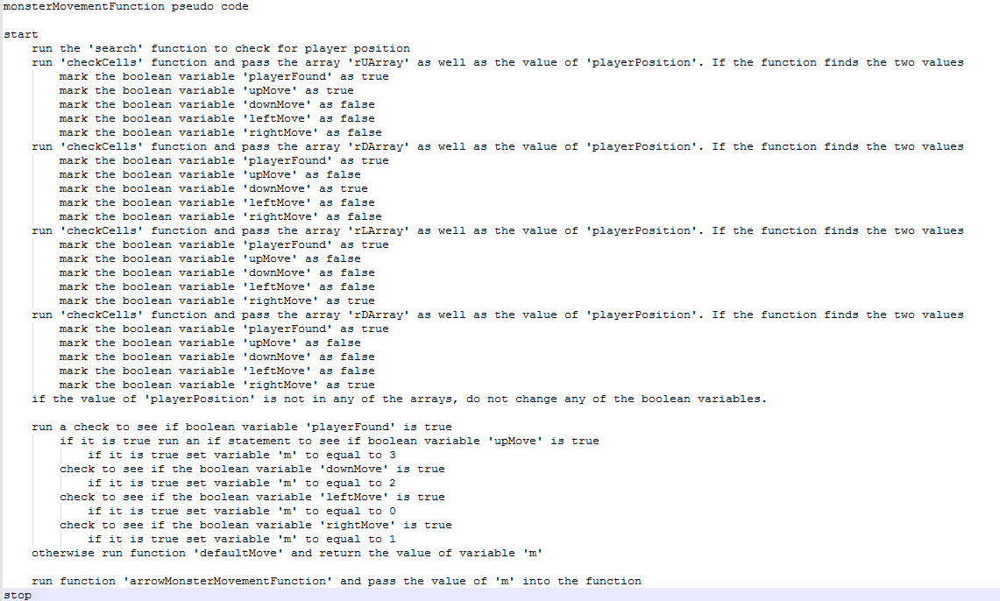 monsterMovementFunction pseudo code
start
run the 'search' function to check for player position
run 'checkCells' function and pass the array 'rUArray' as well as the value of 'playerPosition'. If the function finds the two values
mark the boolean variable 'playerFound' as true
mark the boolean variable 'upMove' as true
mark the boolean variable 'downMove' as false
mark the boolean variable 'leftMove' as false
mark the boolean variable 'rightMove' as false
run 'checkCells' function and pass the array 'rDArray' as well as the value of 'playerPosition'. If the function finds the two values
mark the boolean variable 'playerFound' as true
mark the boolean variable 'upMove' as false
mark the boolean variable 'downMove' as true
mark the boolean variable 'leftMove' as false
mark the boolean variable 'rightMove' as false
run 'checkCells' function and pass the array 'rLArray' as well as the value of 'playerPosition'. If the function finds the two values
mark the boolean variable 'playerFound' as true
mark the boolean variable 'upMove' as false
mark the boolean variable 'downMove' as false
mark the boolean variable 'leftMove' as false
mark the boolean variable 'rightMove' as true
run 'checkCells' function and pass the array 'rDArray' as well as the value of 'playerPosition'. If the function finds the two values
mark the boolean variable 'playerFound' as true
mark the boolean variable 'upMove' as false
mark the boolean variable 'downMove' as false
mark the boolean variable 'leftMove' as false
mark the boolean variable 'rightMove' as true
if the value of 'playerPosition' is not in any of the arrays, do not change any of the boolean variables.
run a check to see if boolean variable 'playerFound' is true
if it is true run an if statement to see if boolean variable 'upMove' is true
if it is true set variable 'm' to equal to 3
check to see if the boolean variable 'downMove' is true
if it is true set variable 'm' to equal to 2
check to see if the boolean variable 'leftMove' is true
if it is true set variable 'm' to equal to 0
check to see if the boolean variable 'rightMove' is true
if it is true set variable 'm' to equal to 1
otherwise run function 'defaultMove' and return the value of variable 'm'
run function 'arrowMonsterMovementFunction' and pass the value of 'm' into the function
stop